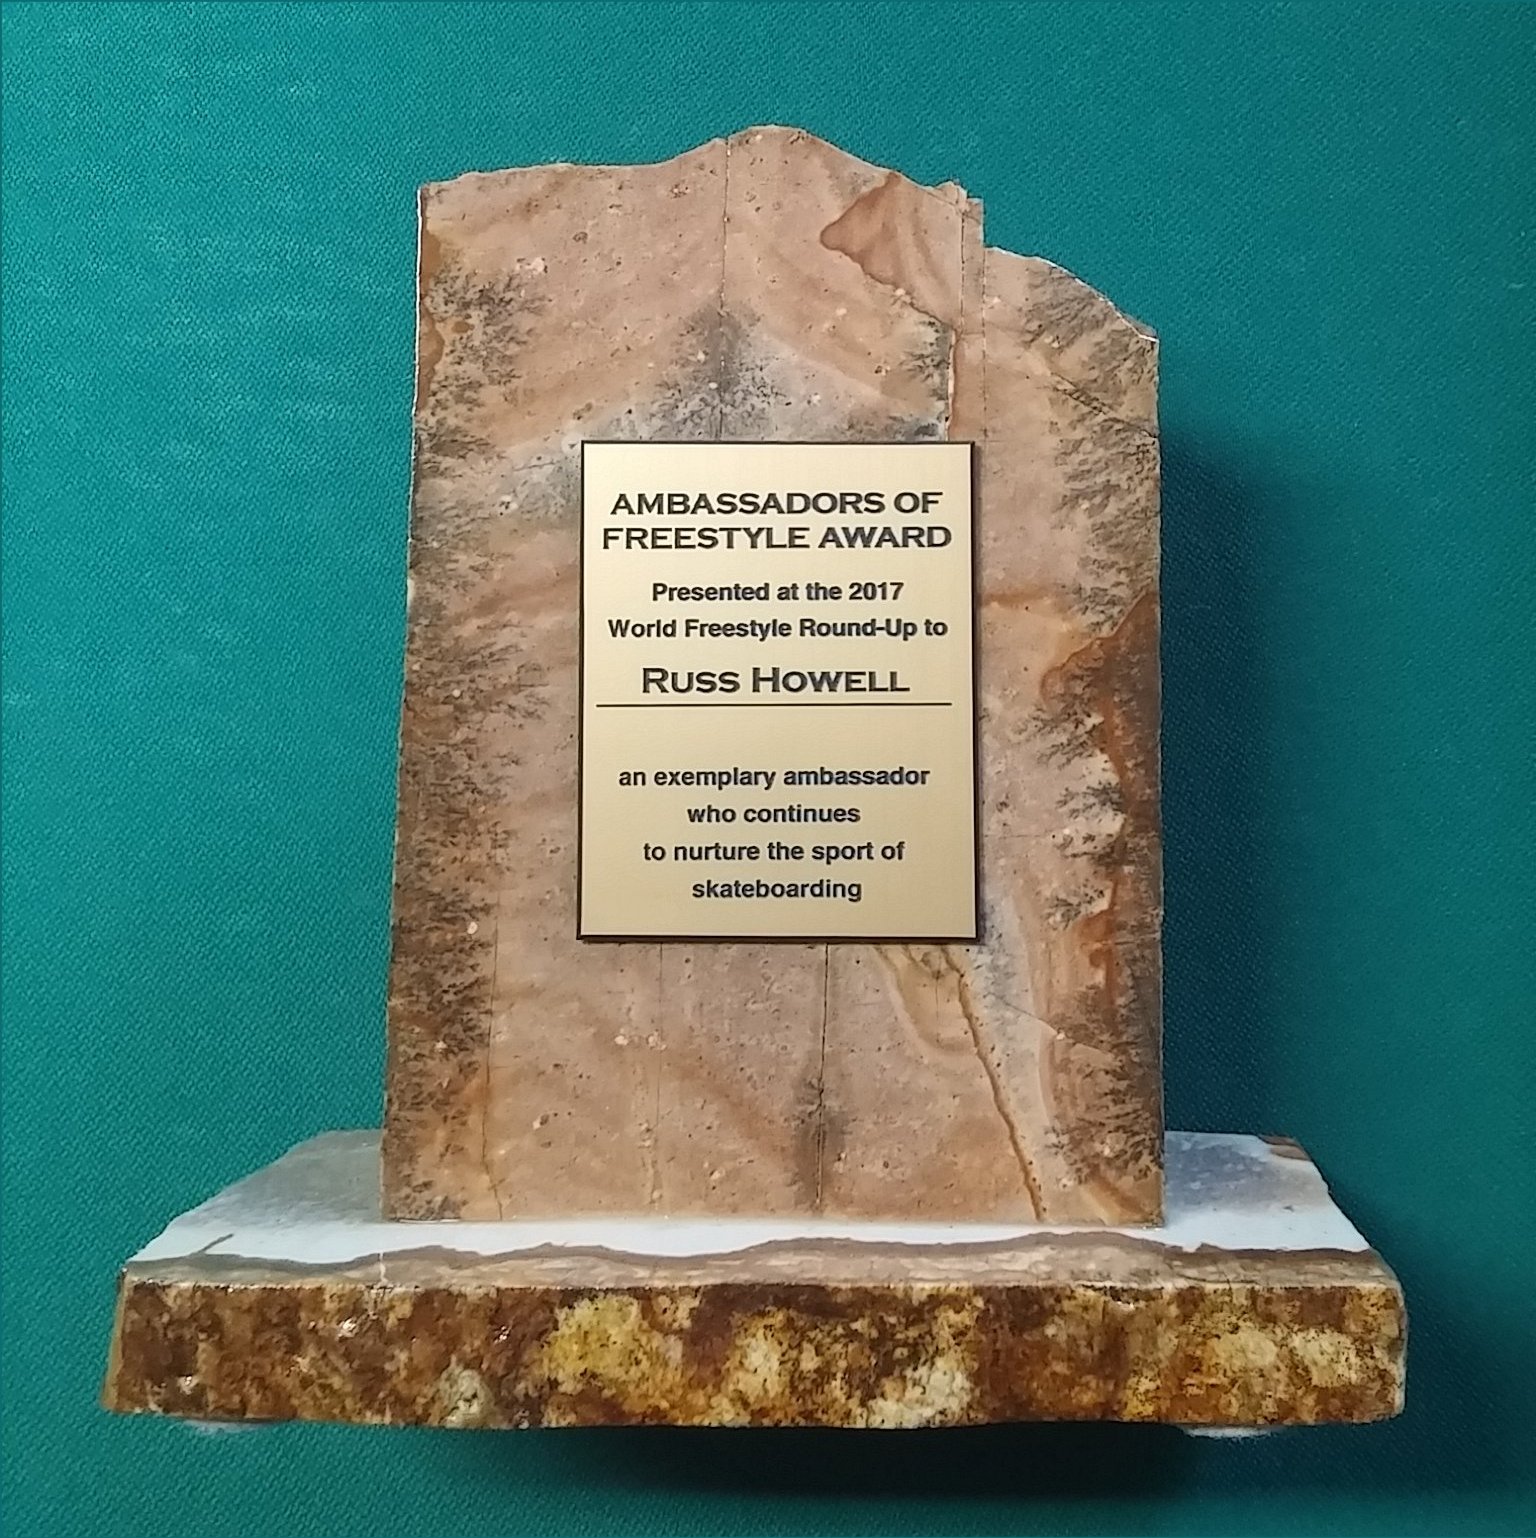 AMBASSADORS OF
FREESTYLE AWARD
Presented at the 2017
World Freestyle Round-Up to
RUSS HOWELL
an exemplary ambassador
who continues
to nurture the sport of
skateboarding